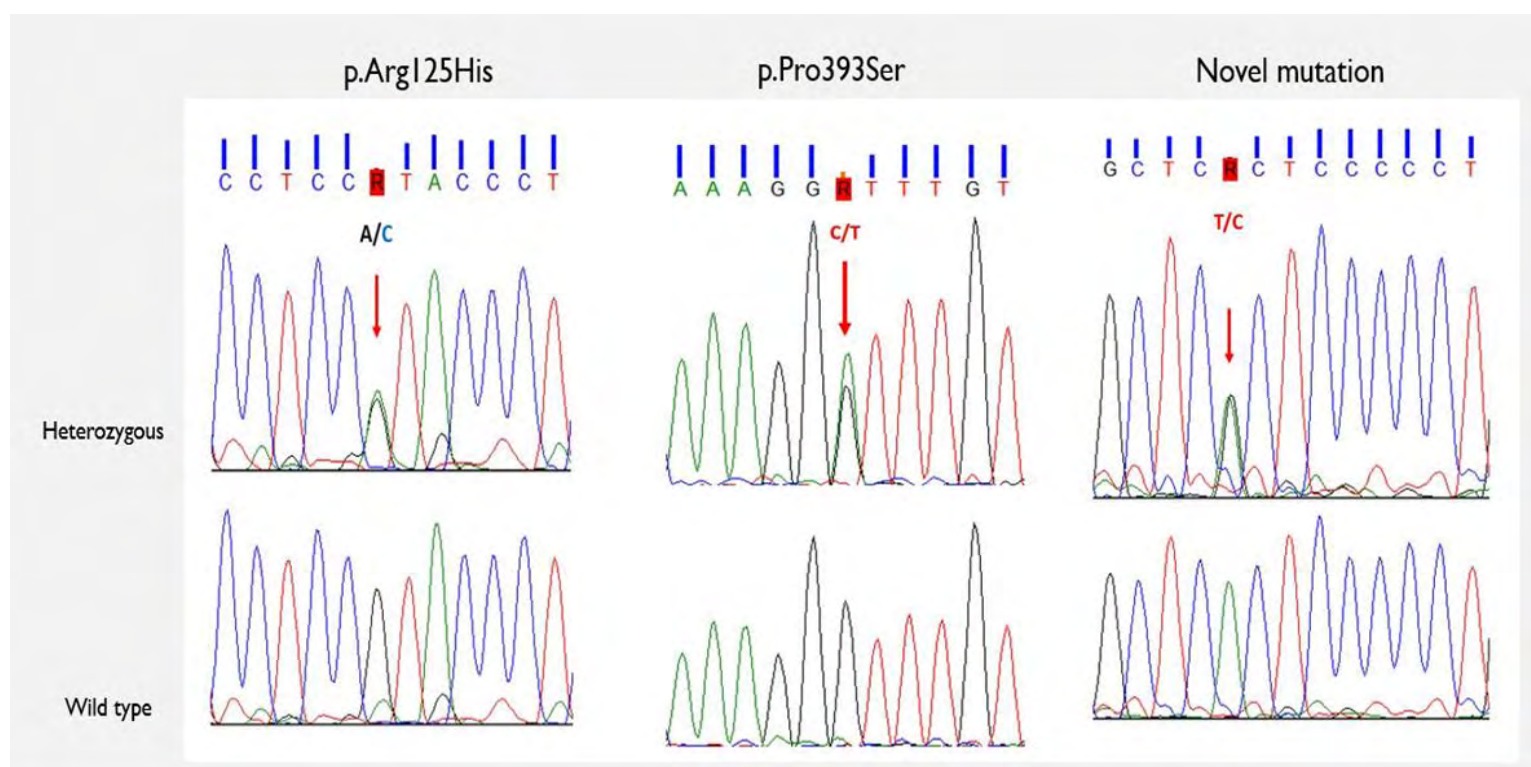 p.Arg125His
p.Pro393Ser
Novel mutation
C C T C C R T A C C C T
A A A G G R T T T G T
G C T C R C T C C C C C T
A/C
C/T
T/C
Heterozygous
Wild type